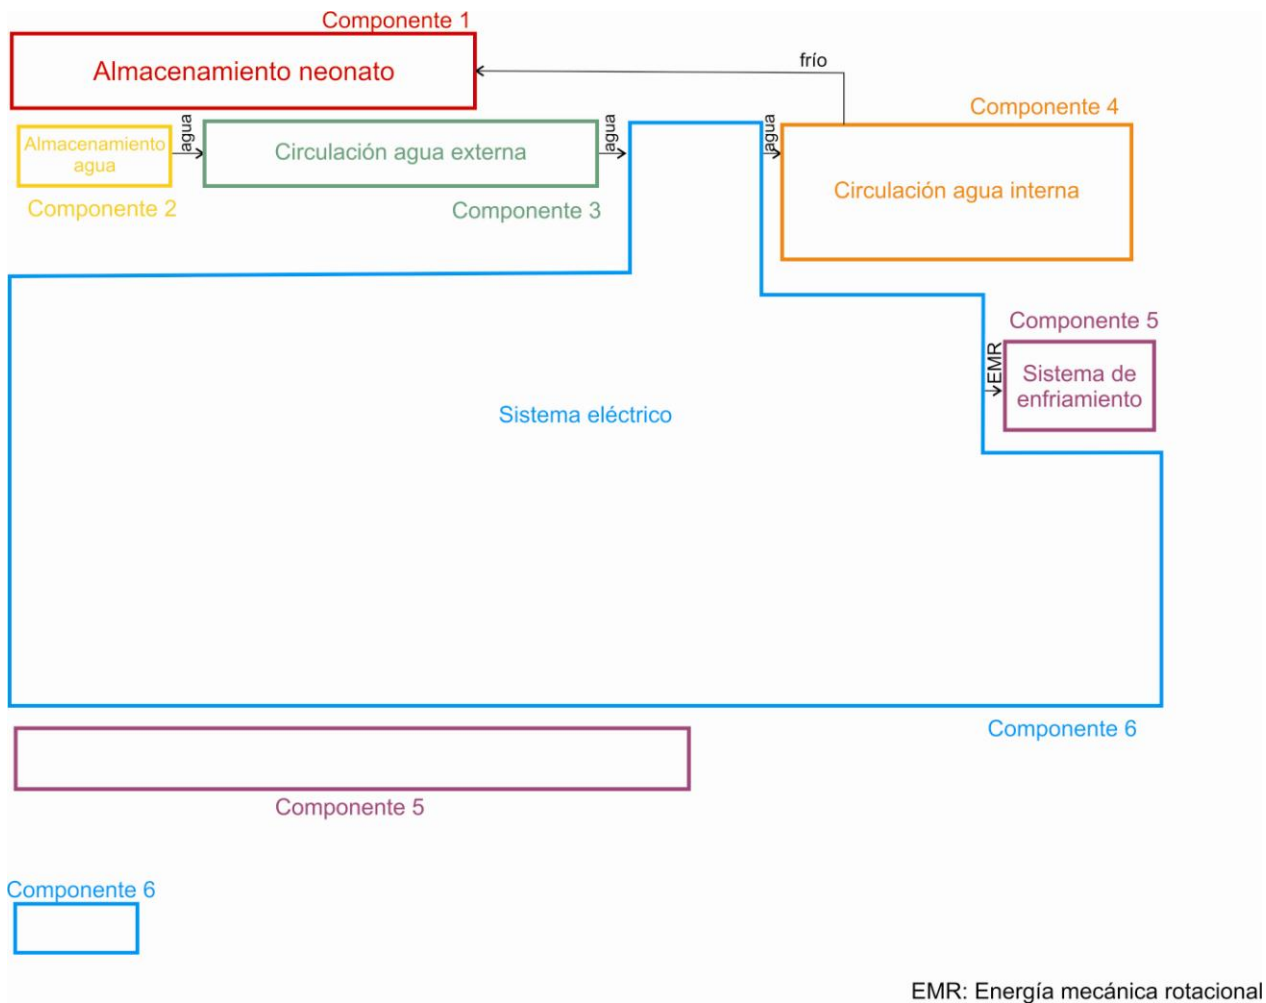 Componente 1
Almacenamiento neonato
frío
Componente 4
Almacenamiento
agua
agua
Circulación agua externa
agua
agua
Circulación agua interna
Componente 2
Componente 3
Componente 5
EMR
Sistema de
enfriamiento
Sistema eléctrico
Componente 6
Componente 5
Componente 6
EMR: Energía mecánica rotacional